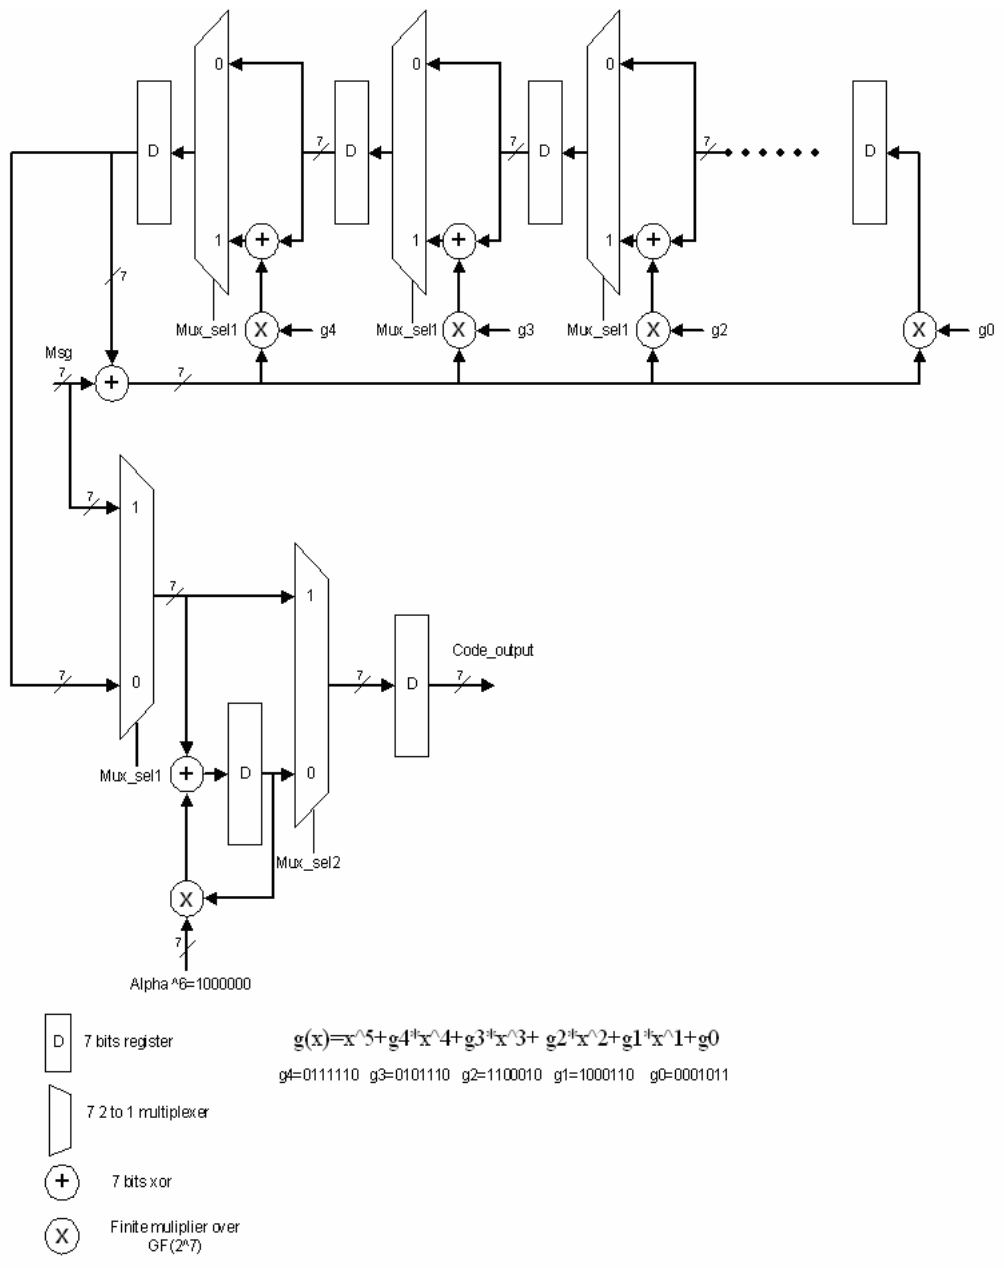 0 0 0
D D D D
7 7 7
1 + 1 + 1 +
7
Mux_sel1 X g4 Mux_sel1 X g3 Mux_sel1 X g2 X g0
Msg
7 + 7
7 1
7 1
Code_output
7 0 7 D 7
Mux_sel1 + D 0
Mux_sel2
X
7
Alpha ^6=1000000
D 7 bits register
g(x)=x^5+g4*x^4+g3*x^3+ g2*x^2+g1*x^1+g0
g4=0111110 g3=0101110 g2=1100010 g1=1000110 g0=0001011
7 2 to 1 multiplexer
+ 7 bits xor
X Finite muliplier over
GF(2^7)